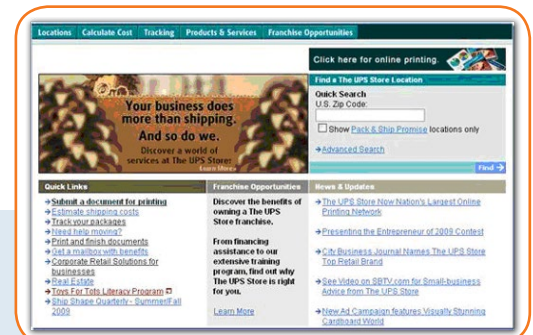 Locations Calculate Cost Tracking Products & Services Franchise Opportunities
Click here for online printing.
Your business does
more than shipping.
And so do we.
Discover a world of
services at The UPS Store:
Learn More>
Find a The UPS Store Location
Quick Search
U.S. Zip Code:
Show Pack & Ship Promise locations only
Advanced Search
Find
Quick Links
Submit a document for printing
Estimate shipping costs
Track your packages
Need help moving?
Print and finish documents
Get a mailbox with benefits
Corporate Retail Solutions for
businesses
Real Estate
Toys For Tots Literacy Program
Ship Shape Quarterly - Summer/Fall
2009
Franchise Opportunities
Discover the benefits of
owning a The UPS
Store franchise.
From financing
assistance to our
extensive training
program, find out why
The UPS Store is right
for you.
Learn More
News & Updates
The UPS Store Now Nation's Largest Online
Printing Network
Presenting the Entrepreneur of 2009 Contest
City Business Journal Names The UPS Store
Top Retail Brand
See Video on SBTV.com for Small-business
Advice from The UPS Store
New Ad Campaign features Visually Stunning
Cardboard World